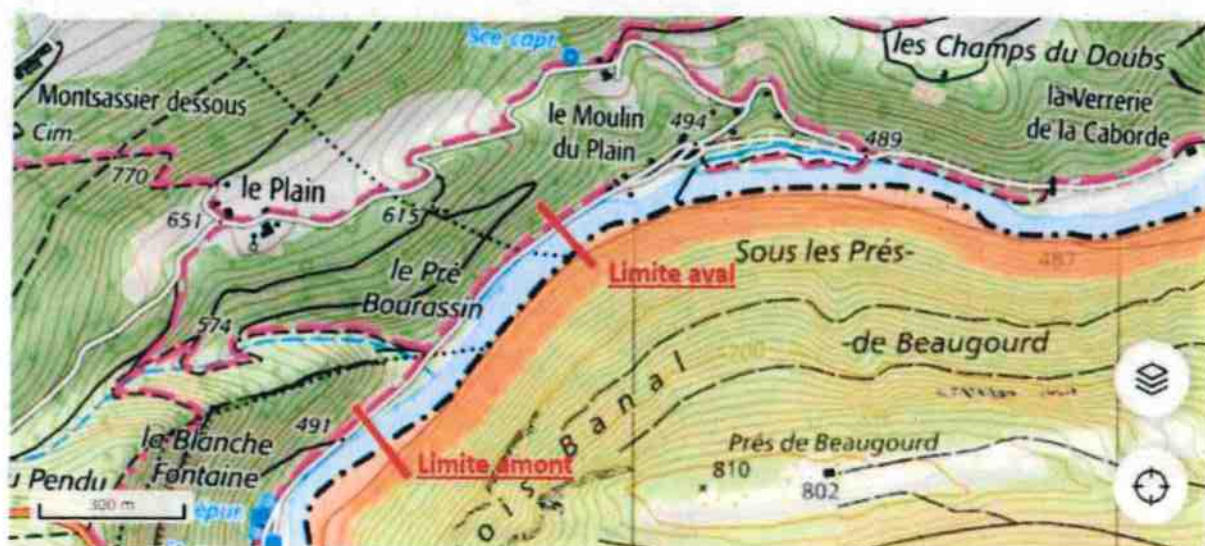 Sce capt.
les Champs du Doubs
Montsassier dessous
Cim.
le Moulin
du Plain
494
la Verrerie
de la Caborde
489
770
le Plain
651
615
le Pré
Bourassin
Limite aval
Sous les Prés-
487
574
-de Beaugourd
Banal
491
la Blanche
Fontaine
Limite amont
Prés de Beaugourd
810
802
u Pendu
300 m
épur